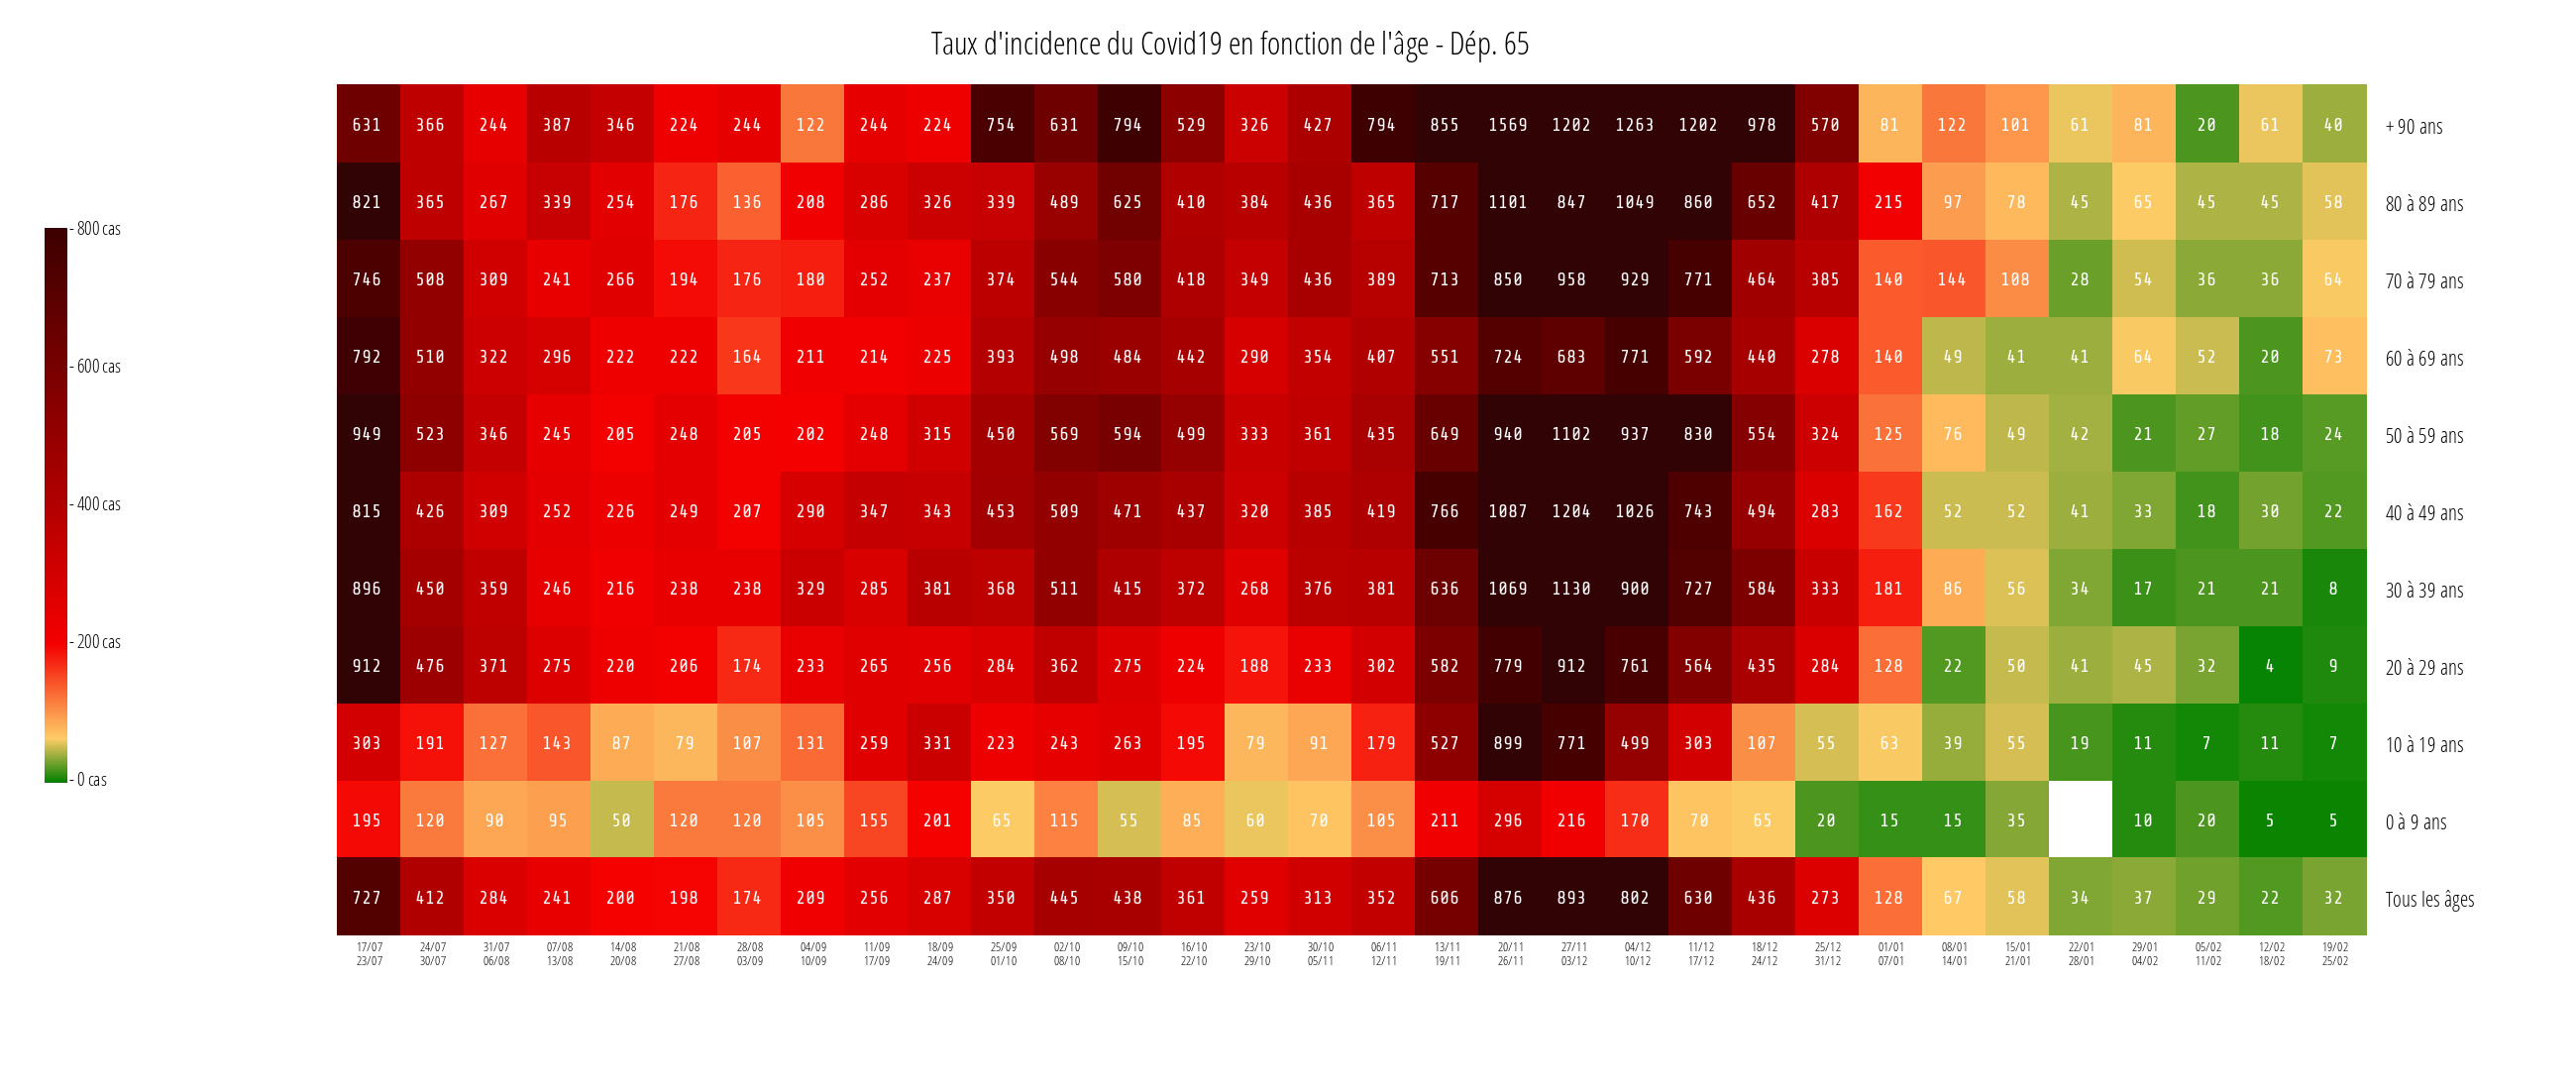 Taux d'incidence du Covid19 en fonction de l'âge - Dép. 65
- 800 cas
- 600 cas
- 400 cas
- 200 cas
- 0 cas
631 366 244 387 346 224 244 122 244 224 754 631 794 529 326 427 794 855 1569 1202 1263 1202 978 570 81 122 101 61 81 20 61 40 + 90 ans
821 365 267 339 254 176 136 208 286 326 339 489 625 410 384 436 365 717 1101 847 1049 860 652 417 215 97 78 45 65 45 45 58 80 à 89 ans
746 508 309 241 266 194 176 180 252 237 374 544 580 418 349 436 389 713 850 958 929 771 464 385 140 144 108 28 54 36 36 64 70 à 79 ans
792 510 322 296 222 222 164 211 214 225 393 498 484 442 290 354 407 551 724 683 771 592 440 278 140 49 41 41 64 52 20 73 60 à 69 ans
949 523 346 245 205 248 205 202 248 315 450 569 594 499 333 361 435 649 940 1102 937 830 554 324 125 76 49 42 21 27 18 24 50 à 59 ans
815 426 309 252 226 249 207 290 347 343 453 509 471 437 320 385 419 766 1087 1204 1026 743 494 283 162 52 52 41 33 18 30 22 40 à 49 ans
896 450 359 246 216 238 238 329 285 381 368 511 415 372 268 376 381 636 1069 1130 900 727 584 333 181 86 56 34 17 21 21 8 30 à 39 ans
912 476 371 275 220 206 174 233 265 256 284 362 275 224 188 233 302 582 779 912 761 564 435 284 128 22 50 41 45 32 4 9 20 à 29 ans
303 191 127 143 87 79 107 131 259 331 223 243 263 195 79 91 179 527 899 771 499 303 107 55 63 39 55 19 11 7 11 7 10 à 19 ans
195 120 90 95 50 120 120 105 155 201 65 115 55 85 60 70 105 211 296 216 170 70 65 20 15 15 35 10 20 5 5 0 à 9 ans
727 412 284 241 200 198 174 209 256 287 350 445 438 361 259 313 352 606 876 893 802 630 436 273 128 67 58 34 37 29 22 32 Tous les âges
17/07 24/07 31/07 07/08 14/08 21/08 28/08 04/09 11/09 18/09 25/09 02/10 09/10 16/10 23/10 30/10 06/11 13/11 20/11 27/11 04/12 11/12 18/12 25/12 01/01 08/01 15/01 22/01 29/01 05/02 12/02 19/02
23/07 30/07 06/08 13/08 20/08 27/08 03/09 10/09 17/09 24/09 01/10 08/10 15/10 22/10 29/10 05/11 12/11 19/11 26/11 03/12 10/12 17/12 24/12 31/12 07/01 14/01 21/01 28/01 04/02 11/02 18/02 25/02